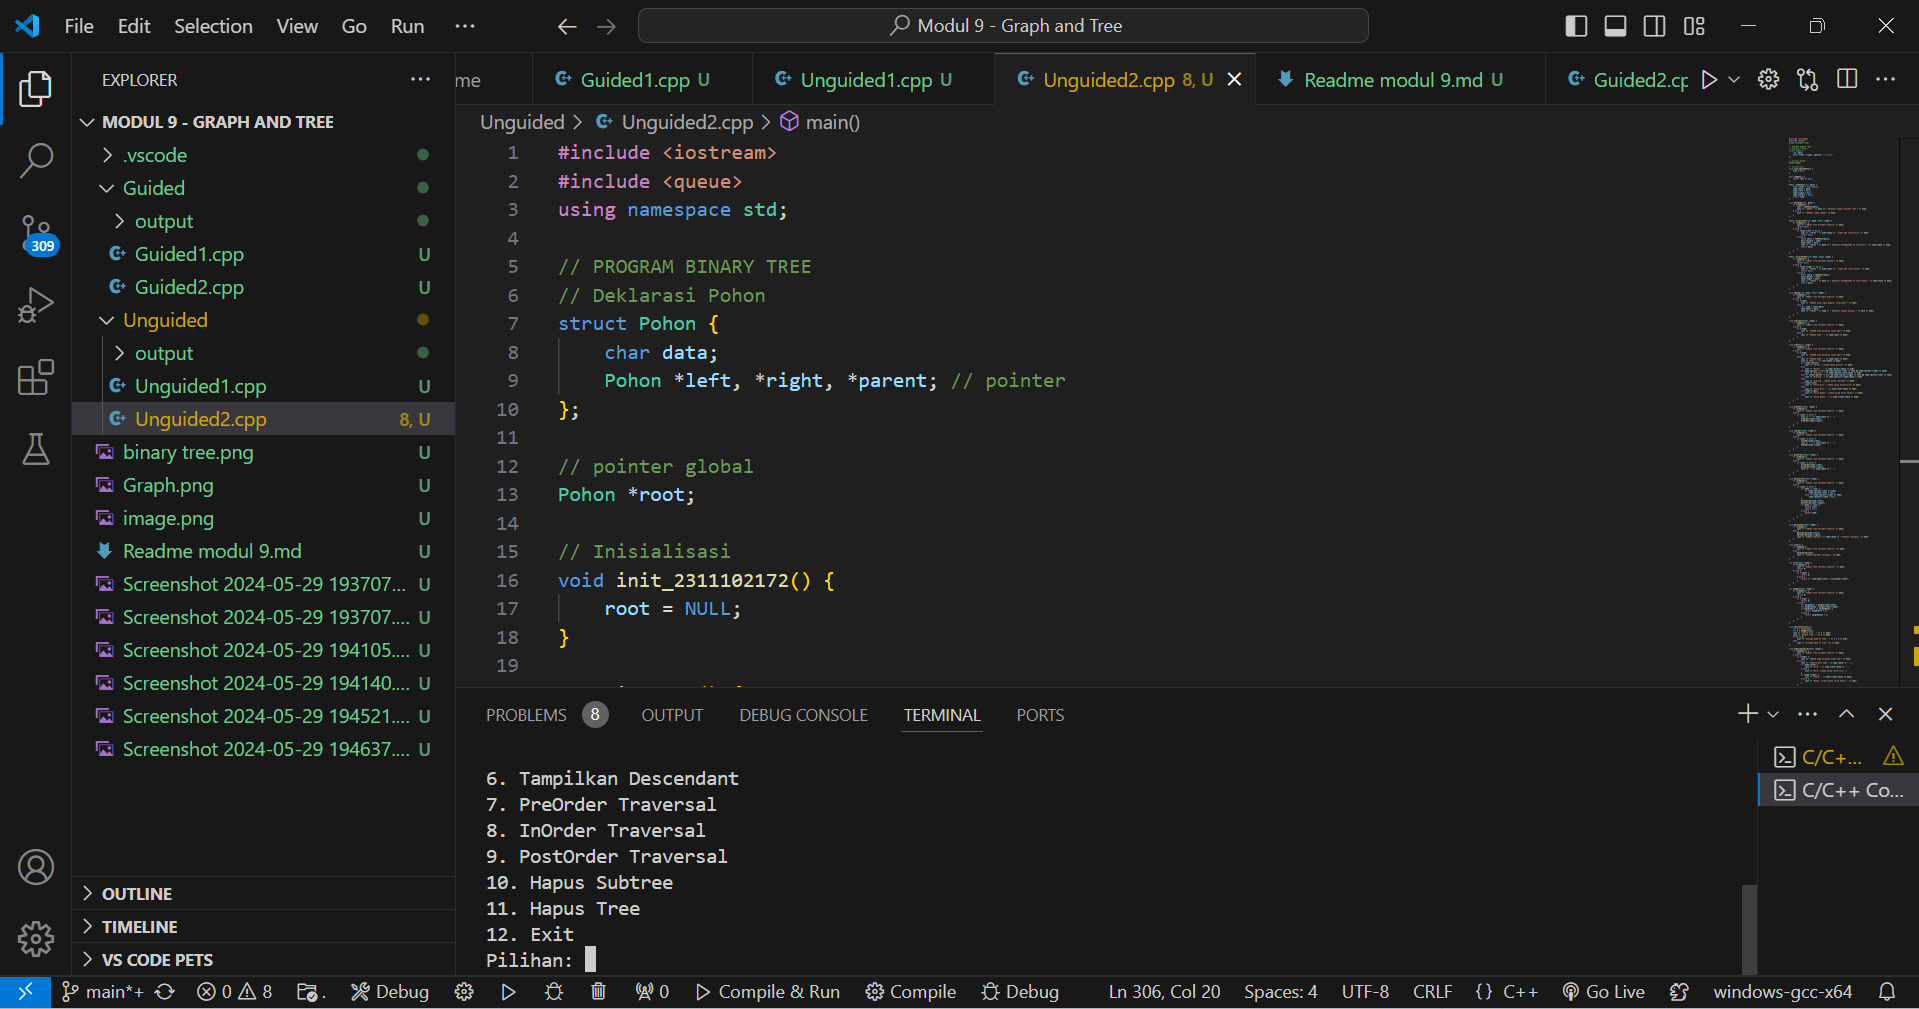 File Edit Selection View Go Run ···
Modul 9 - Graph and Tree
EXPLORER ···
MODUL 9 - GRAPH AND TREE
.vscode
Guided
output
Guided1.cpp U
Guided2.cpp U
Unguided
output
Unguided1.cpp U
Unguided2.cpp 8, U
binary tree.png U
Graph.png U
image.png U
Readme modul 9.md U
Screenshot 2024-05-29 193707... U
Screenshot 2024-05-29 193707.... U
Screenshot 2024-05-29 194105.... U
Screenshot 2024-05-29 194140.... U
Screenshot 2024-05-29 194521.... U
Screenshot 2024-05-29 194637.... U
OUTLINE
TIMELINE
VS CODE PETS
309
me Guided1.cpp U Unguided1.cpp U Unguided2.cpp 8, U Readme modul 9.md U Guided2.cp
Unguided > Unguided2.cpp > main()
1 #include <iostream>
2 #include <queue>
3 using namespace std;
4
5 // PROGRAM BINARY TREE
6 // Deklarasi Pohon
7 struct Pohon {
8 char data;
9 Pohon *left, *right, *parent; // pointer
10 };
11
12 // pointer global
13 Pohon *root;
14
15 // Inisialisasi
16 void init_2311102172() {
17 root = NULL;
18 }
19
PROBLEMS 8 OUTPUT DEBUG CONSOLE TERMINAL PORTS
6. Tampilkan Descendant
7. PreOrder Traversal
8. InOrder Traversal
9. PostOrder Traversal
10. Hapus Subtree
11. Hapus Tree
12. Exit
Pilihan:
C/C+...
C/C++ Co...
main*+ 0 8 Debug 0 Compile & Run Compile Debug Ln 306, Col 20 Spaces: 4 UTF-8 CRLF {} C++ Go Live windows-gcc-x64